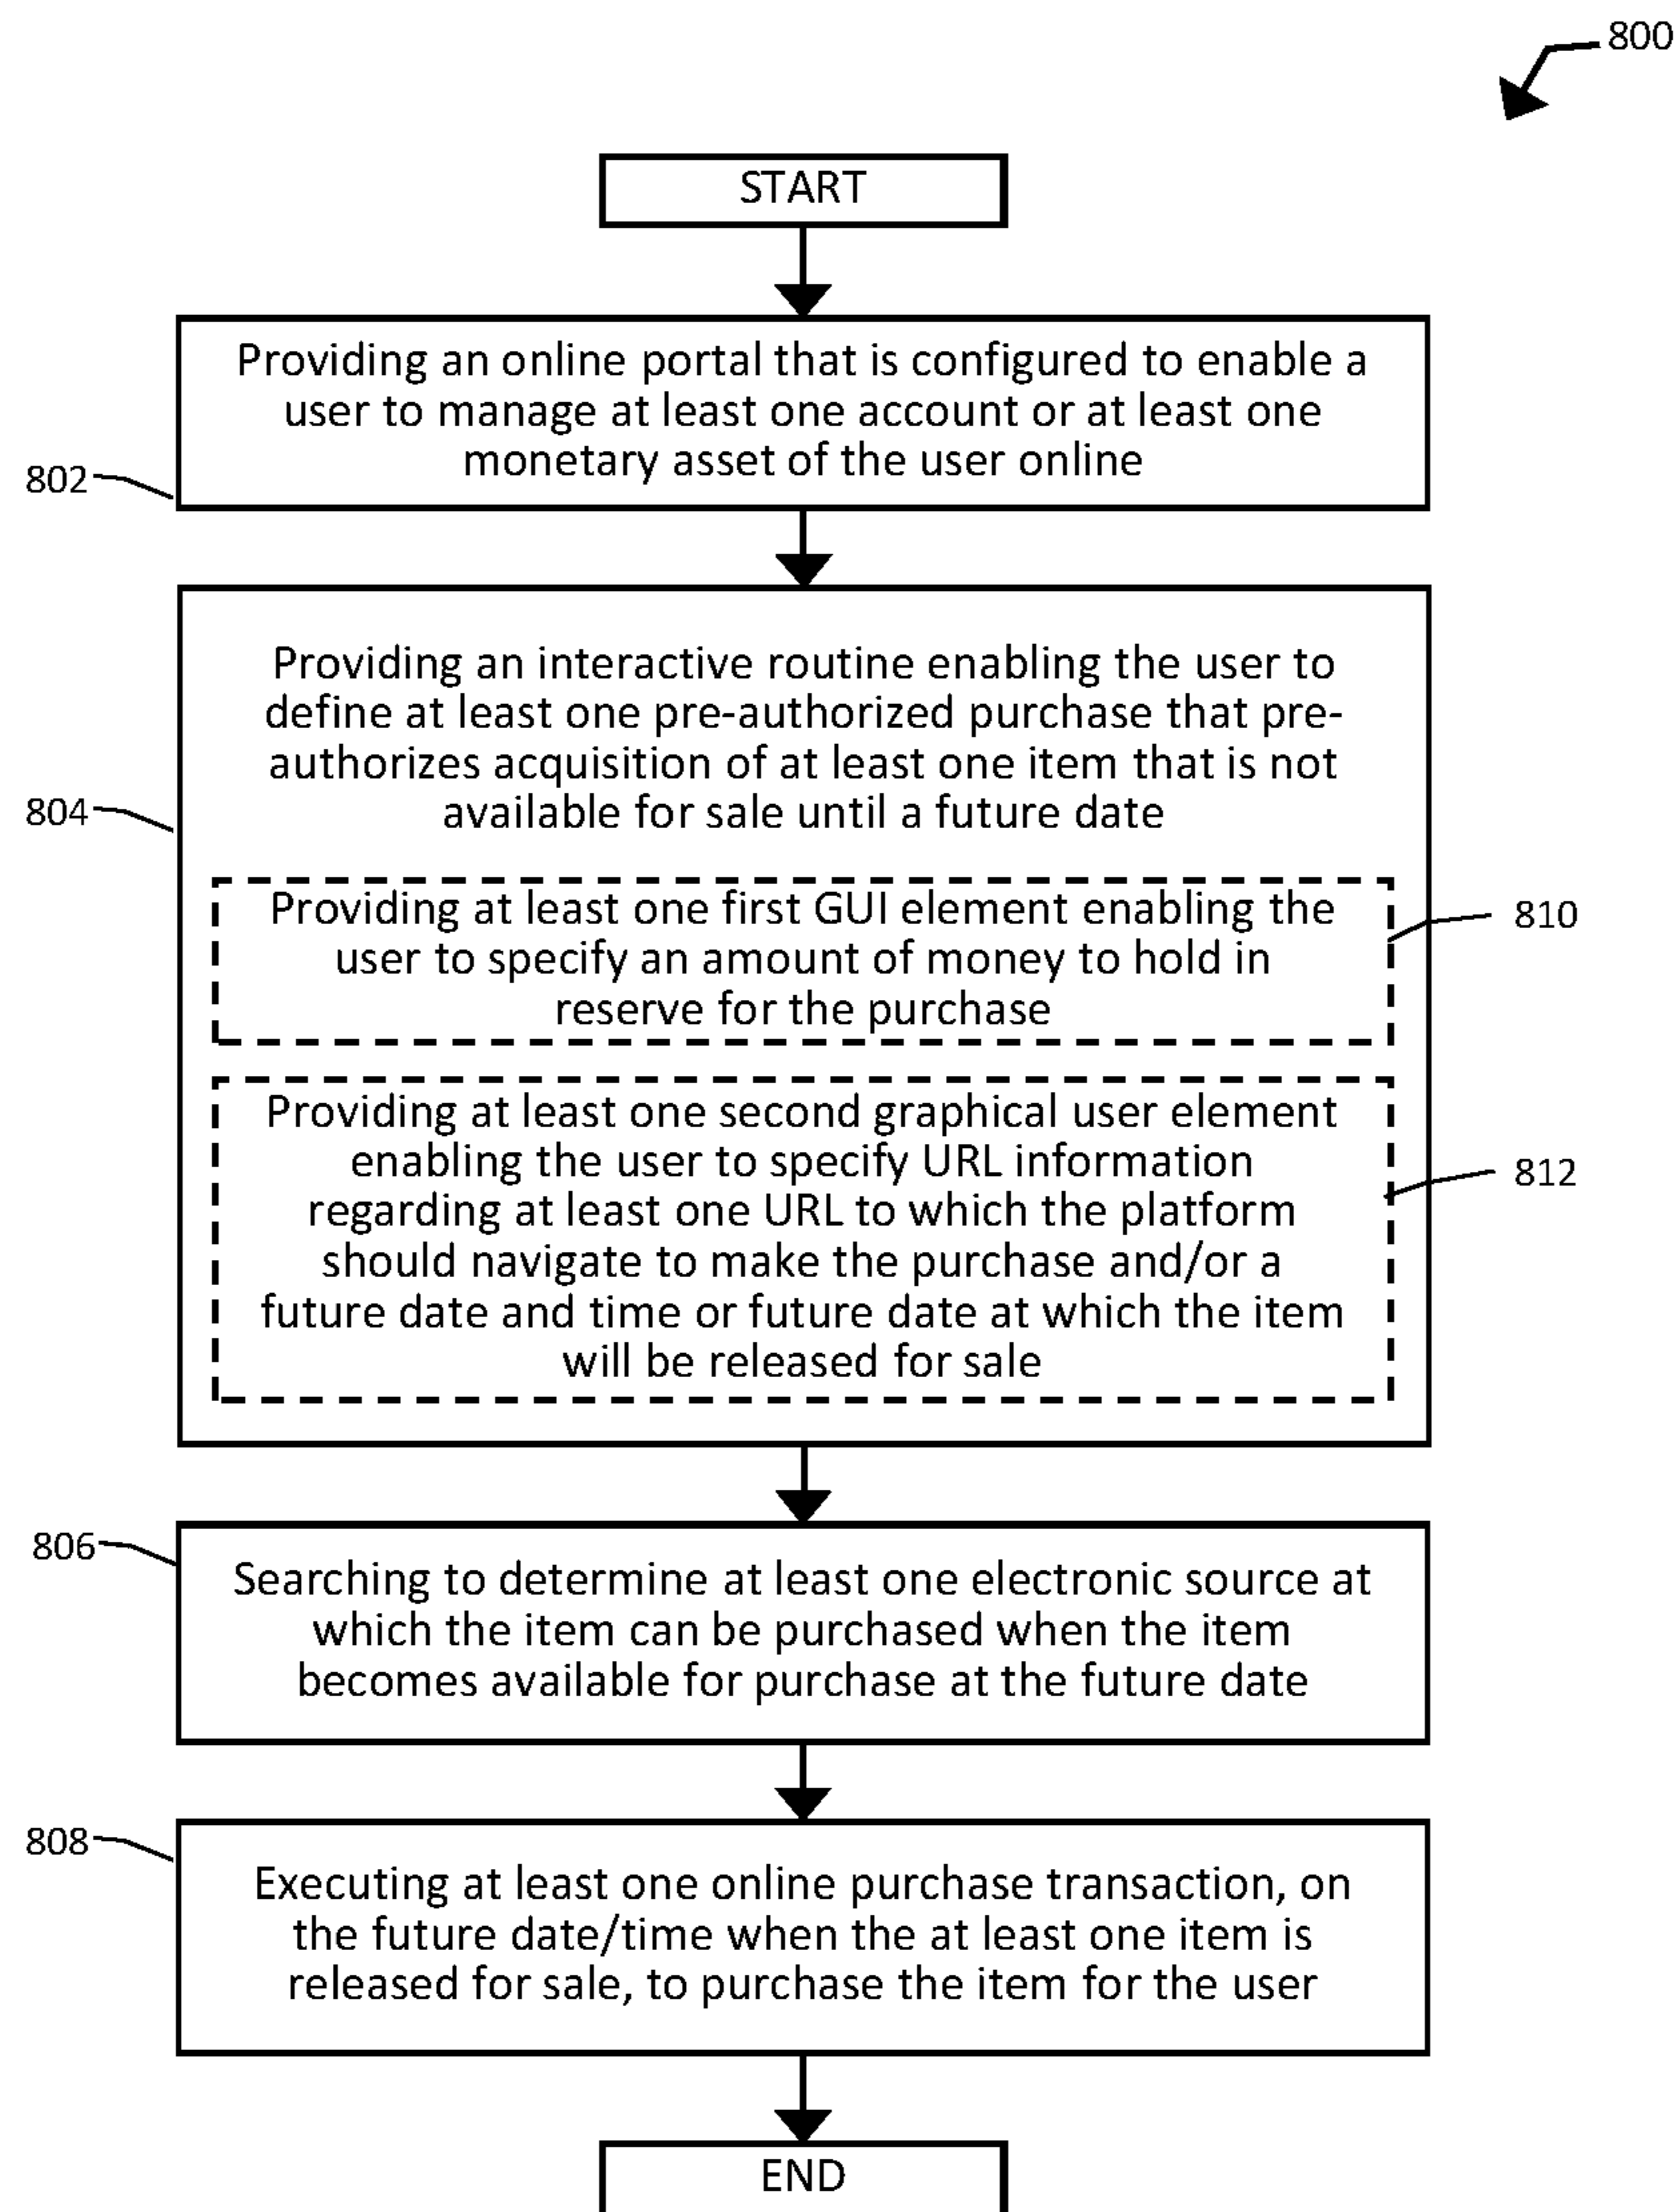 800
START
Providing an online portal that is configured to enable a
user to manage at least one account or at least one
monetary asset of the user online
802
Providing an interactive routine enabling the user to
define at least one pre-authorized purchase that pre-
authorizes acquisition of at least one item that is not
available for sale until a future date
804
Providing at least one first GUI element enabling the
user to specify an amount of money to hold in
reserve for the purchase
810
Providing at least one second graphical user element
enabling the user to specify URL information
regarding at least one URL to which the platform
should navigate to make the purchase and/or a
future date and time or future date at which the item
will be released for sale
812
806
Searching to determine at least one electronic source at
which the item can be purchased when the item
becomes available for purchase at the future date
808
Executing at least one online purchase transaction, on
the future date/time when the at least one item is
released for sale, to purchase the item for the user
END